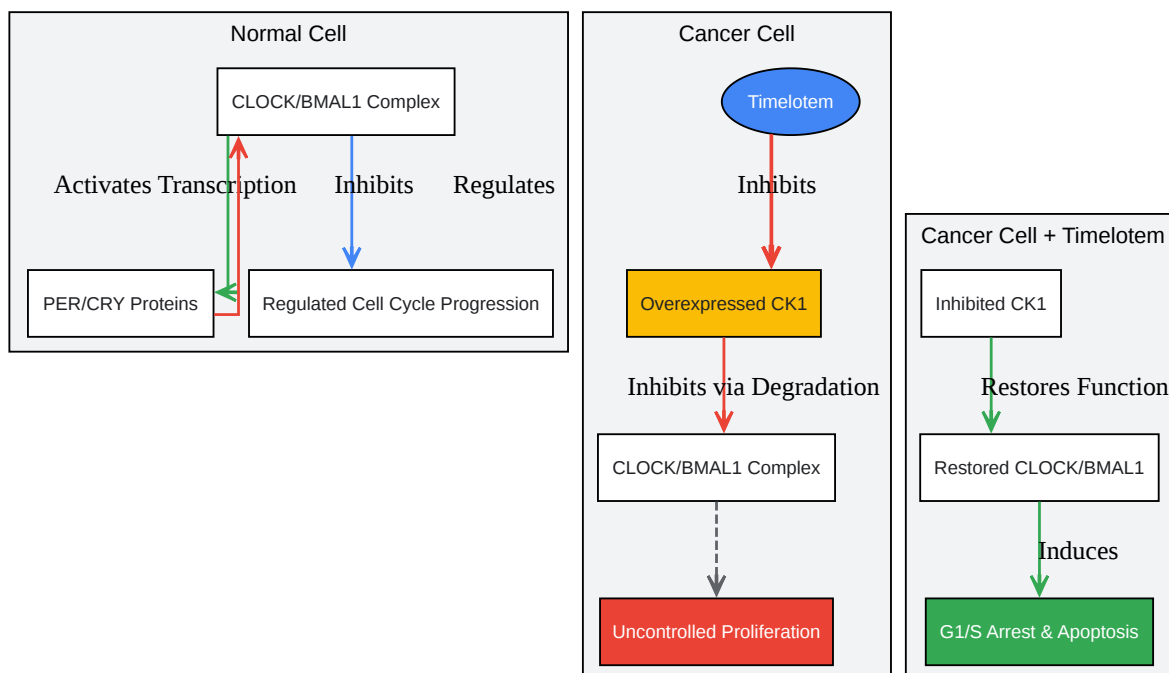 Normal Cell
CLOCK/BMAL1 Complex
Activates Transcription
Inhibits
Regulates
PER/CRY Proteins
Regulated Cell Cycle Progression
Cancer Cell
Timelotem
Inhibits
Overexpressed CK1
Inhibits via Degradation
CLOCK/BMAL1 Complex
Uncontrolled Proliferation
Cancer Cell + Timelotem
Inhibited CK1
Restores Function
Restored CLOCK/BMAL1
Induces
G1/S Arrest & Apoptosis